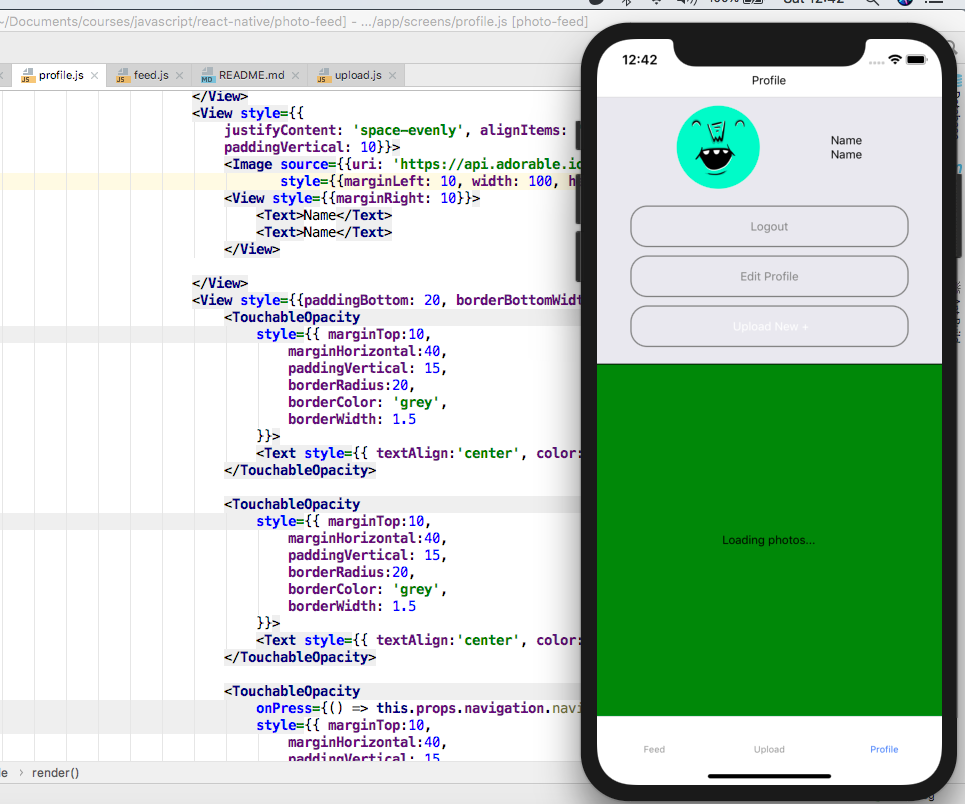 ~/Documents/courses/javascript/react-native/photo-feed] - .../app/screens/profile.js [photo-feed]
profile.js
feed.js
README.md
upload.js
</View>
<View style={{
justifyContent: 'space-evenly', alignItems:
paddingVertical: 10}}>
<Image source={{uri: 'https://api.adorable.io
style={{marginLeft: 10, width: 100, h
<View style={{marginRight: 10}}>
<Text>Name</Text>
<Text>Name</Text>
</View>
</View>
<View style={{paddingBottom: 20, borderBottomWidt
<TouchableOpacity
style={{ marginTop:10,
marginHorizontal:40,
paddingVertical: 15,
borderRadius:20,
borderColor: 'grey',
borderWidth: 1.5
}}>
<Text style={{ textAlign:'center', color:
</TouchableOpacity>
<TouchableOpacity
style={{ marginTop:10,
marginHorizontal:40,
paddingVertical: 15,
borderRadius:20,
borderColor: 'grey',
borderWidth: 1.5
}}>
<Text style={{ textAlign:'center', color:
</TouchableOpacity>
<TouchableOpacity
onPress={() => this.props.navigation.navi
style={{ marginTop:10,
marginHorizontal:40,
paddingVertical: 15
render()
12:42
Profile
Name
Name
Logout
Edit Profile
Upload New +
Loading photos...
Feed
Upload
Profile